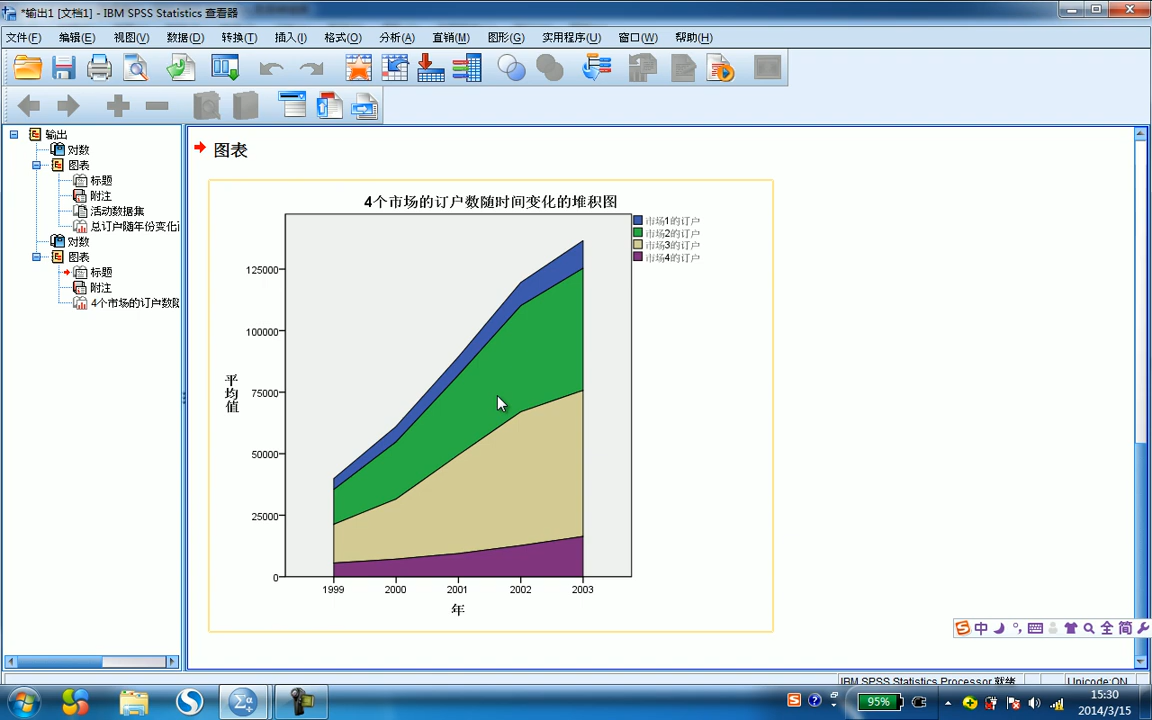 *输出1 [文档1] - IBM SPSS Statistics 查看器
文件(F) 编辑(E) 视图(V) 数据(D) 转换(T) 插入(I) 格式(O) 分析(A) 直销(M) 图形(G) 实用程序(U) 窗口(W) 帮助(H)
输出
对数
图表
标题
附注
活动数据集
总订户随年份变化
对数
图表
标题
附注
4个市场的订户数随
图表
4个市场的订户数随时间变化的堆积图
市场1的订户
市场2的订户
市场3的订户
市场4的订户
125000
100000
75000
50000
25000
0
平均值
1999 2000 2001 2002 2003
年
中 全 简
IBM SPSS Statistics Processor 就绪 Unicode:ON
95%
15:30
2014/3/15